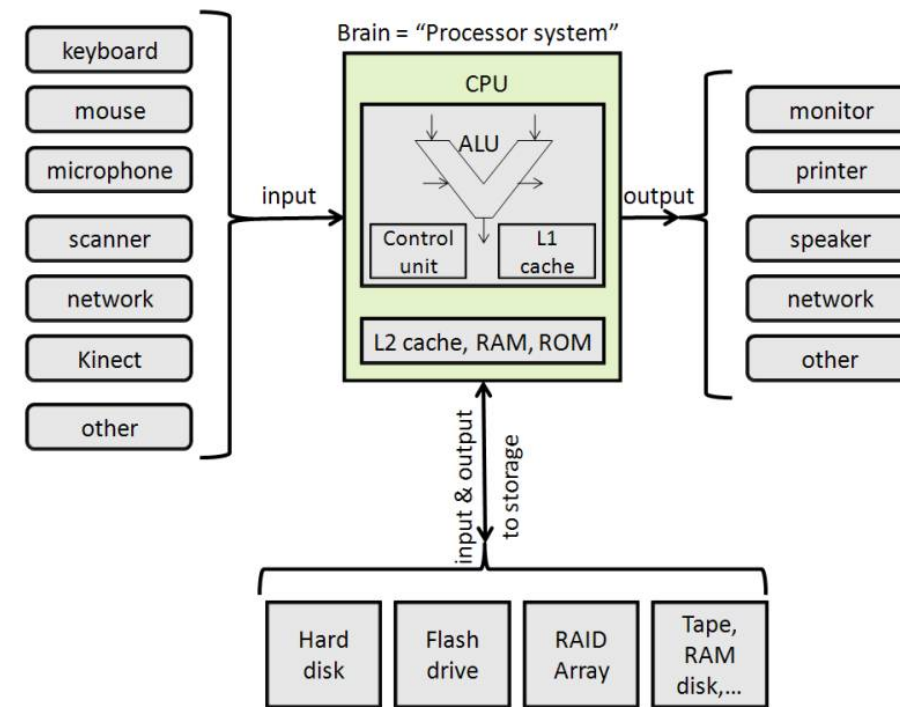 Brain = “Processor system”
keyboard
mouse
microphone
scanner
network
Kinect
other
input
CPU
ALU
Control
unit
L1
cache
L2 cache, RAM, ROM
output
monitor
printer
speaker
network
other
input & output
to storage
Hard
disk
Flash
drive
RAID
Array
Tape,
RAM
disk,...